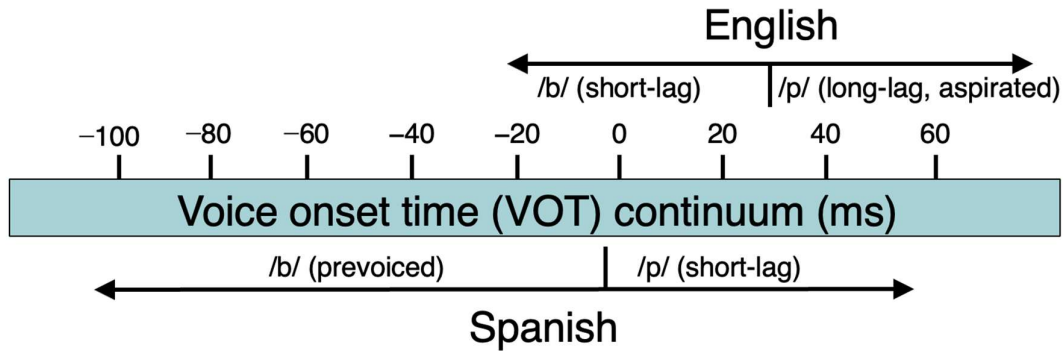 English
/b/ (short-lag) /p/ (long-lag, aspirated)
−100 −80 −60 −40 −20 0 20 40 60
Voice onset time (VOT) continuum (ms)
/b/ (prevoiced) /p/ (short-lag)
Spanish